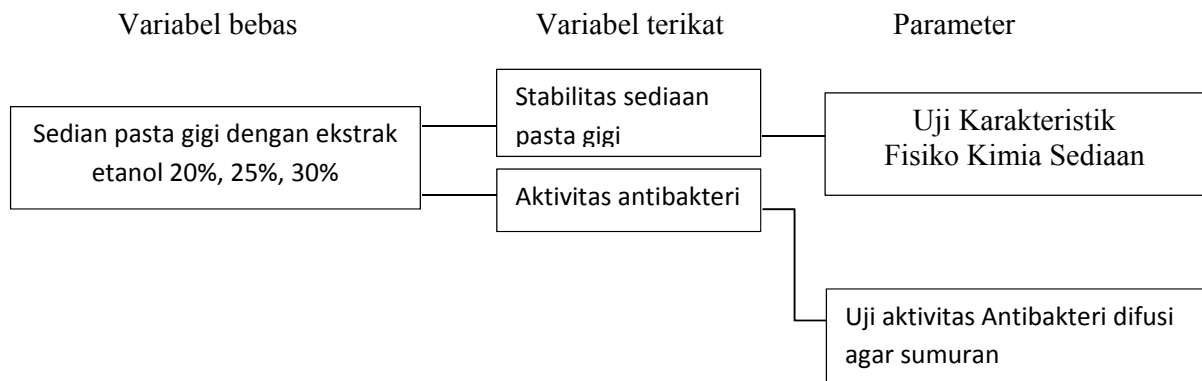 Variabel bebas
Variabel terikat
Parameter
Sedian pasta gigi dengan ekstrak
etanol 20%, 25%, 30%
Stabilitas sediaan
pasta gigi
Aktivitas antibakteri
Uji Karakteristik
Fisiko Kimia Sediaan
Uji aktivitas Antibakteri difusi
agar sumuran